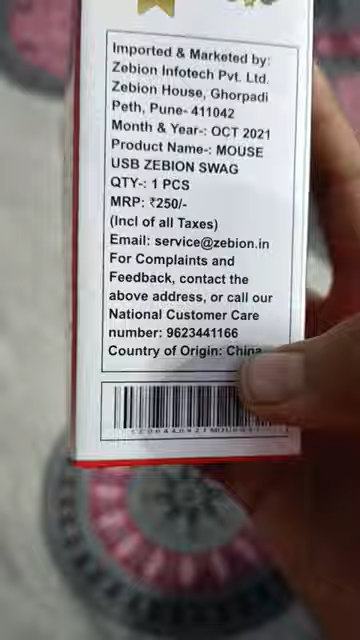 Imported & Marketed by:
Zebion Infotech Pvt. Ltd.
Zebion House, Ghorpadi
Peth, Pune- 411042
Month & Year-: OCT 2021
Product Name-: MOUSE
USB ZEBION SWAG
QTY-: 1 PCS
MRP: ₹250/-
(Incl of all Taxes)
Email: service@zebion.in
For Complaints and
Feedback, contact the
above address, or call our
National Customer Care
number: 9623441166
Country of Origin: China